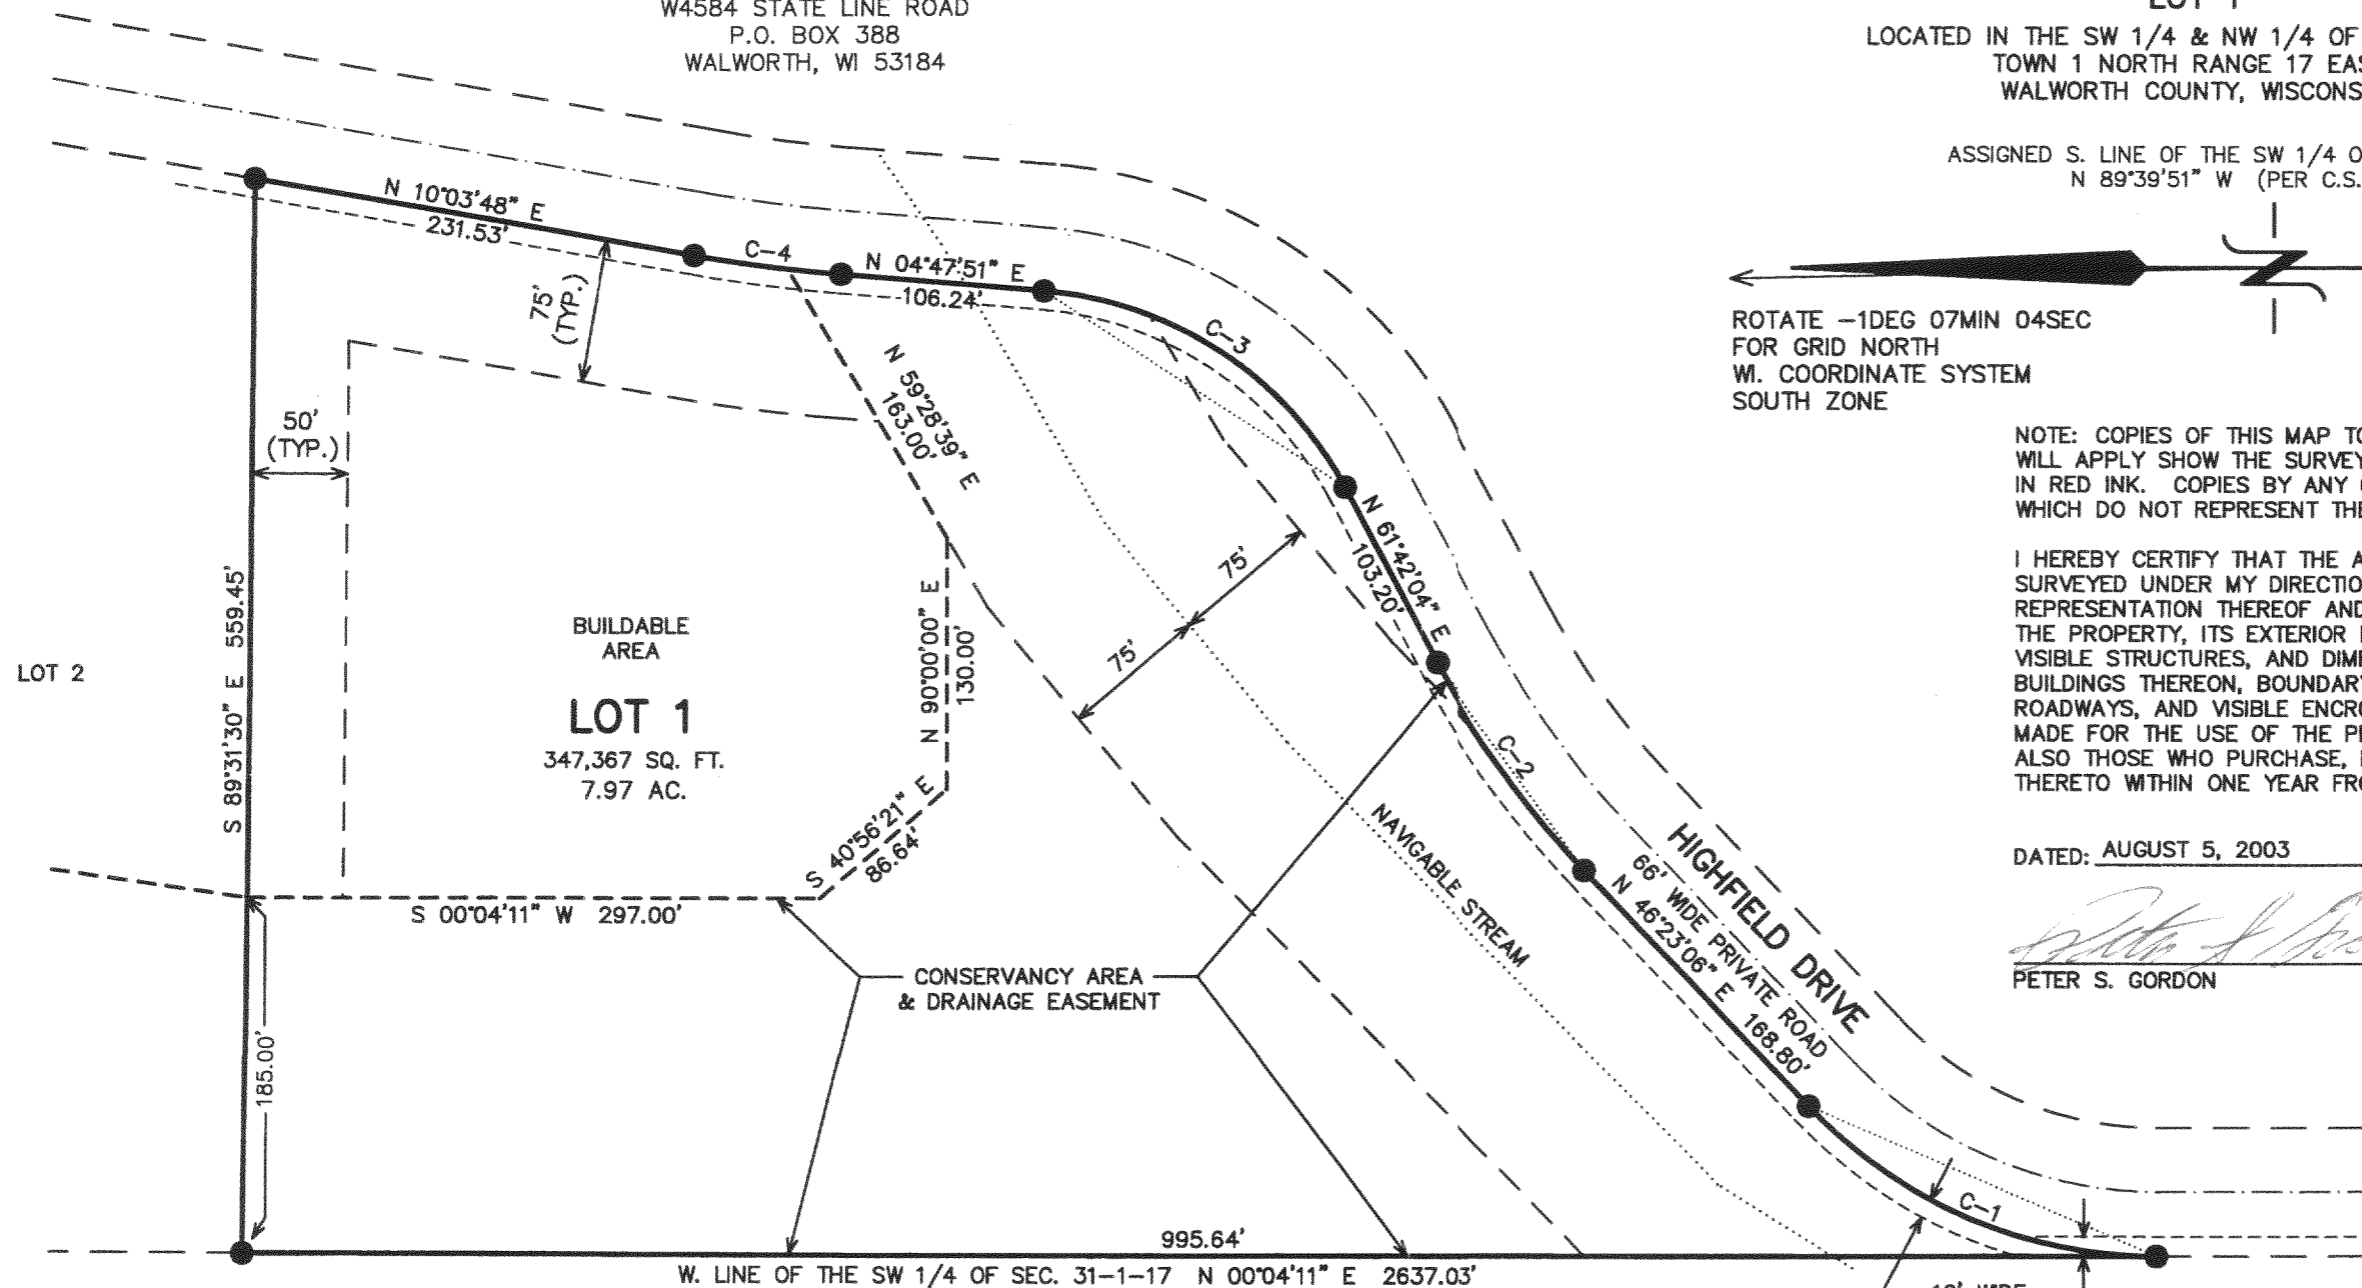 W4584 STATE LINE ROAD
P.O. BOX 388
WALWORTH, WI 53184
LOT 1
LOCATED IN THE SW 1/4 & NW 1/4 OF
TOWN 1 NORTH RANGE 17 EAS
WALWORTH COUNTY, WISCONS
ASSIGNED S. LINE OF THE SW 1/4 O
N 89°39'51" W (PER C.S.
N
ROTATE -1DEG 07MIN 04SEC
FOR GRID NORTH
WI. COORDINATE SYSTEM
SOUTH ZONE
NOTE: COPIES OF THIS MAP TO
WILL APPLY SHOW THE SURVEY
IN RED INK. COPIES BY ANY
WHICH DO NOT REPRESENT THE
I HEREBY CERTIFY THAT THE A
SURVEYED UNDER MY DIRECTIO
REPRESENTATION THEREOF AND
THE PROPERTY, ITS EXTERIOR
VISIBLE STRUCTURES, AND DIM
BUILDINGS THEREON, BOUNDAR
ROADWAYS, AND VISIBLE ENCRO
MADE FOR THE USE OF THE P
ALSO THOSE WHO PURCHASE,
THERETO WITHIN ONE YEAR FRO
DATED: AUGUST 5, 2003
PETER S. GORDON
N 10°03'48" E
231.53'
C-4
N 04°47'51" E
106.24'
C-3
75'
(TYP.)
50'
(TYP.)
N 59°28'39" E
163.00'
N 61°42'04" E
103.20'
75'
75'
S 89°31'30" E 559.45'
LOT 2
BUILDABLE
AREA
LOT 1
347,367 SQ. FT.
7.97 AC.
N 90°00'00" E
130.00'
S 40°56'21" E
86.64'
S 00°04'11" W 297.00'
C-2
NAVIGABLE STREAM
HIGHFIELD DRIVE
66' WIDE PRIVATE ROAD
N 46°23'06" E 168.80'
CONSERVANCY AREA
& DRAINAGE EASEMENT
185.00'
C-1
995.64'
W. LINE OF THE SW 1/4 OF SEC. 31-1-17 N 00°04'11" E 2637.03'
WIDE